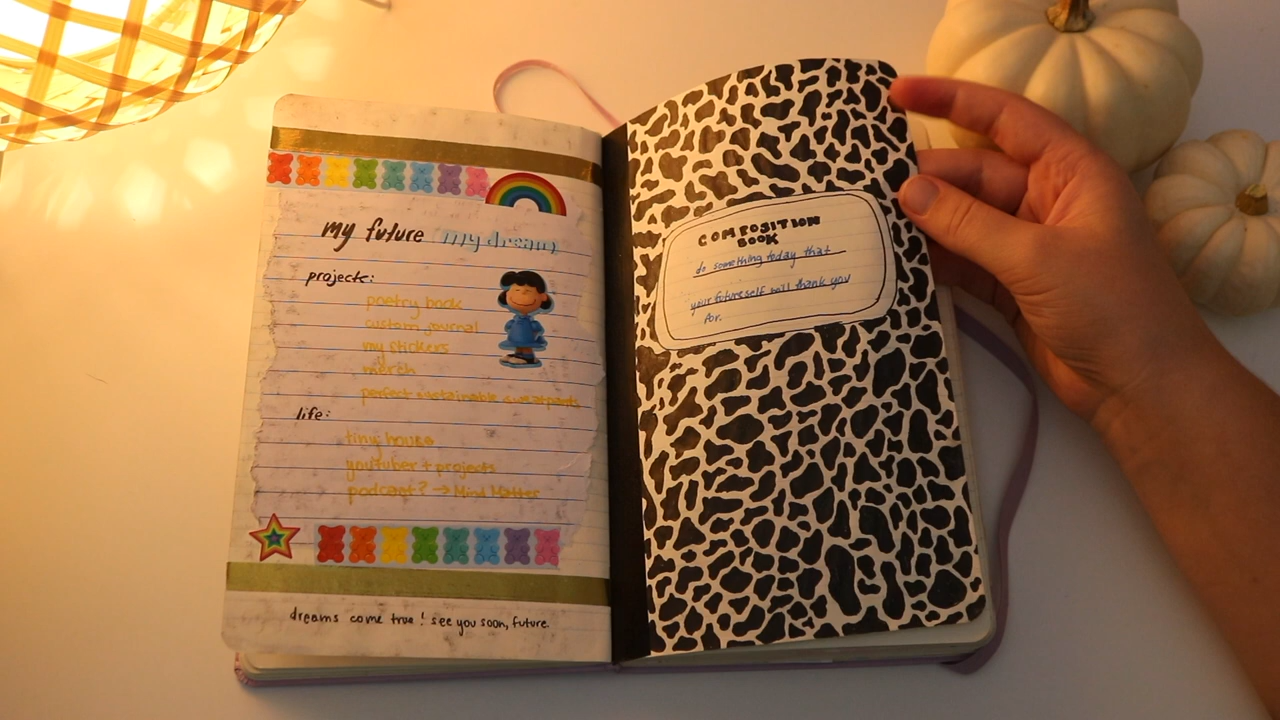 my future my dream
projects:
poetry book
custom journal
my stickers
merch
perfect sustainable sweatpants
life:
tiny house
youtuber + projects
podcast? → Mind Matter
dreams come true! see you soon, future.
COMPOSITION
BOOK
do something today that
your futureself will thank you
for.